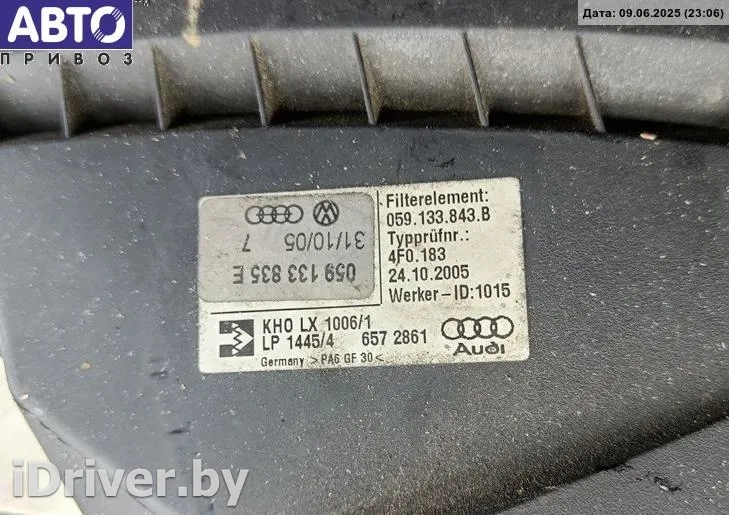 АВТО
ПРИВОЗ
Дата: 09.06.2025 (23:06)
Filterelement:
059.133.843.B
Typprüfnr.:
4F0.183
24.10.2005
Werker-ID:1015
31/10/05 7
059 133 835 E
KHO LX 1006/1
LP 1445/4 657 2861
Audi
Germany >PA6 GF 30<
iDriver.by